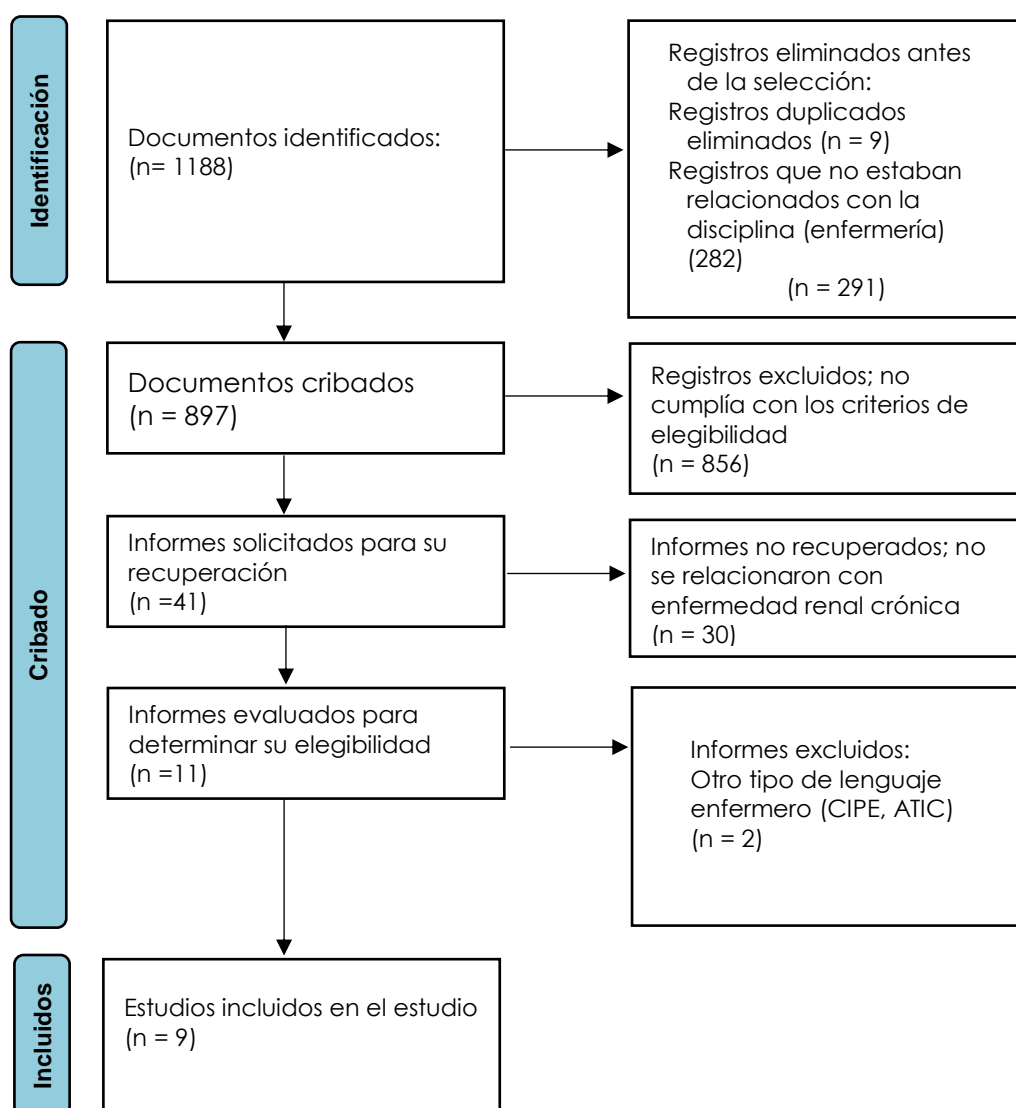 Identificación
Documentos identificados:
(n= 1188)
Registros eliminados antes
de la selección:
Registros duplicados
eliminados (n = 9)
Registros que no estaban
relacionados con la
disciplina (enfermería)
(282)
(n = 291)
Cribado
Documentos cribados
(n = 897)
Registros excluidos; no
cumplía con los criterios de
elegibilidad
(n = 856)
Informes solicitados para su
recuperación
(n =41)
Informes no recuperados; no
se relacionaron con
enfermedad renal crónica
(n = 30)
Informes evaluados para
determinar su elegibilidad
(n =11)
Informes excluidos:
Otro tipo de lenguaje
enfermero (CIPE, ATIC)
(n = 2)
Incluidos
Estudios incluidos en el estudio
(n = 9)